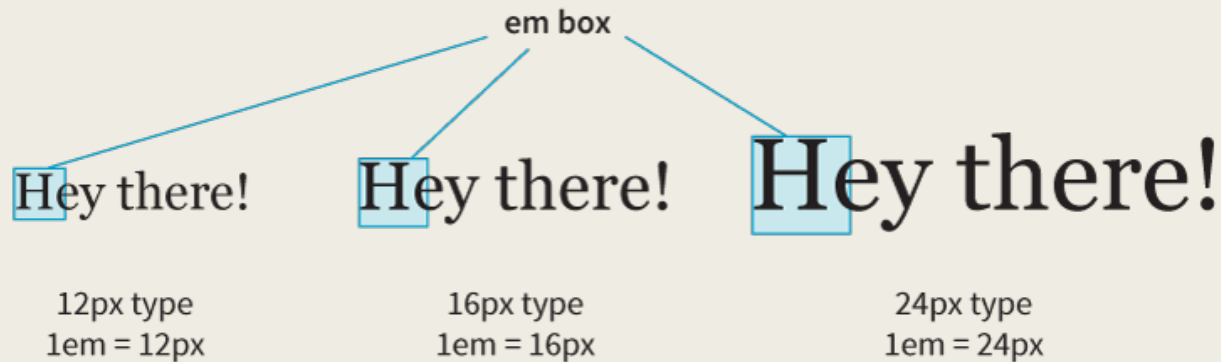 em box
Hey there!
Hey there!
Hey there!
12px type
1em = 12px
16px type
1em = 16px
24px type
1em = 24px